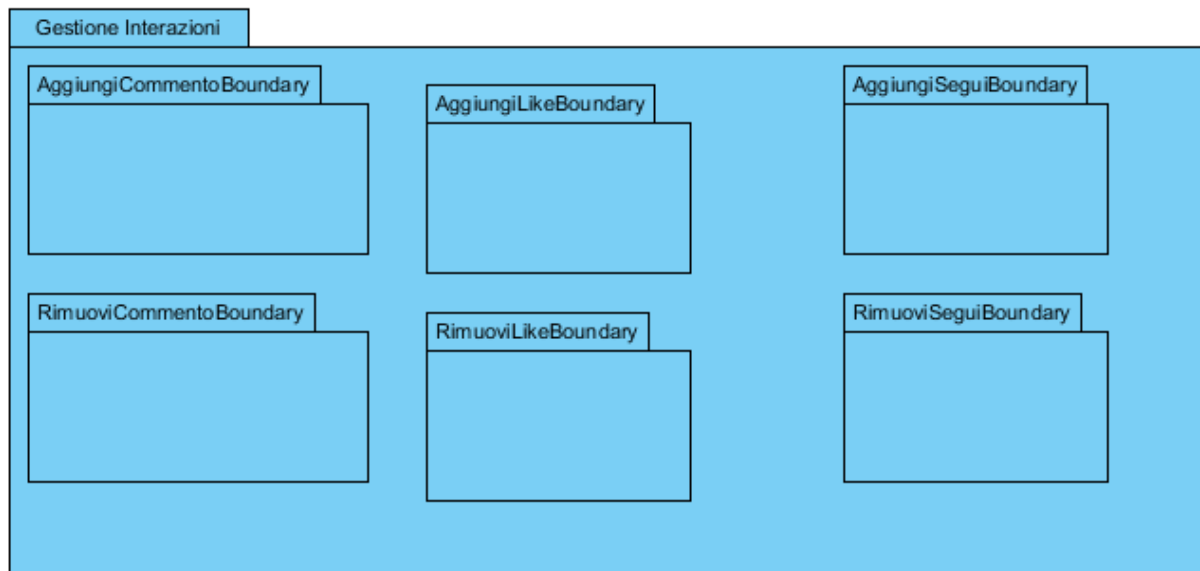 Gestione Interazioni
AggiungiCommentoBoundary
AggiungiLikeBoundary
AggiungiSeguiBoundary
RimuoviCommentoBoundary
RimuoviLikeBoundary
RimuoviSeguiBoundary